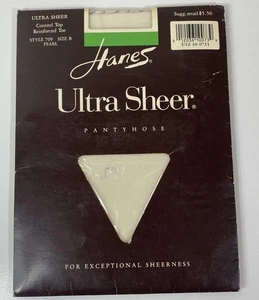 ULTRA SHEER
Control Top
Reinforced Toe
STYLE 709 SIZE B
PEARL
Sugg. retail $5.50
Hanes
Ultra Sheer®
PANTYHOSE
FOR EXCEPTIONAL SHEERNESS